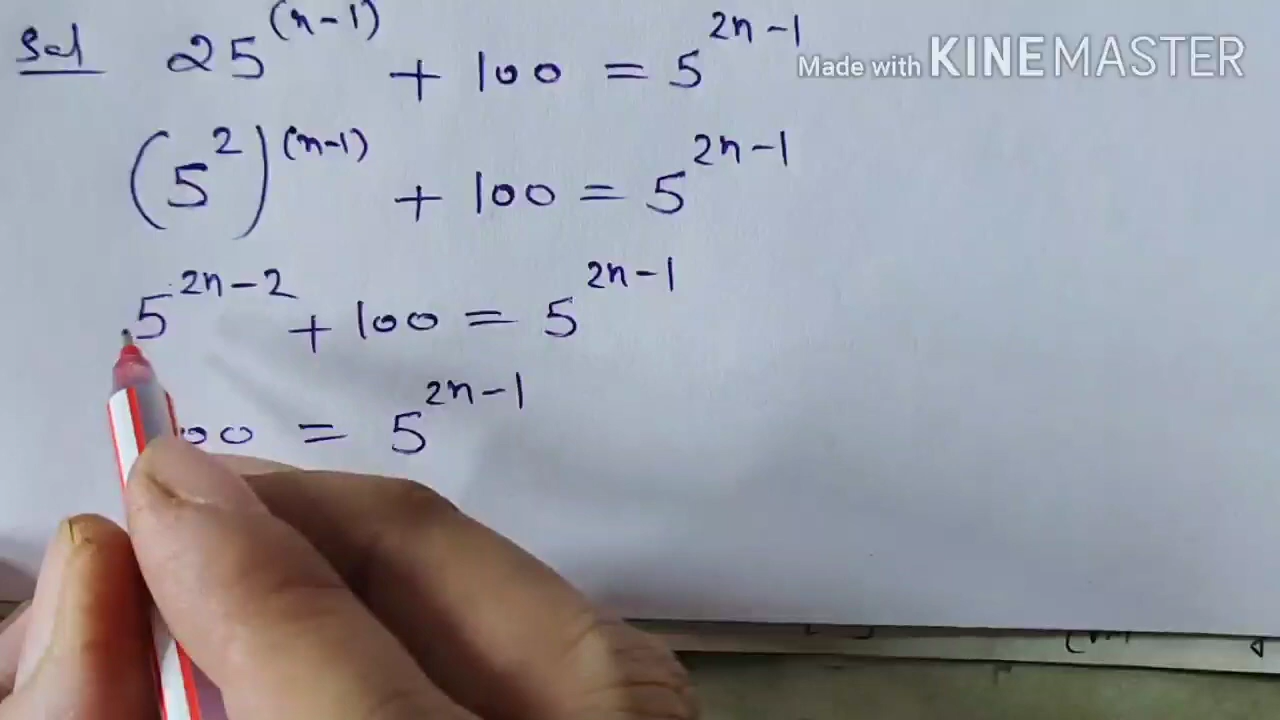 Sol 25^(n-1) + 100 = 5^2n-1
Made with KINEMASTER
(5^2)^(n-1) + 100 = 5^2n-1
5^2n-2 + 100 = 5^2n-1
00 = 5^2n-1